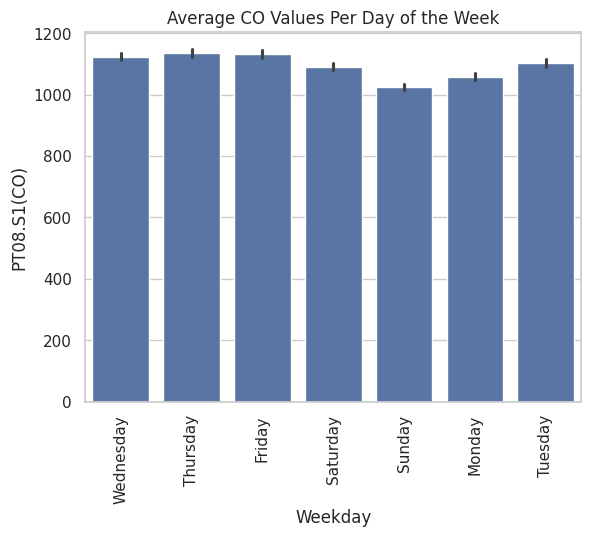 Average CO Values Per Day of the Week
PT08.S1(CO)
1200
1000
800
600
400
200
0
Wednesday
Thursday
Friday
Saturday
Sunday
Monday
Tuesday
Weekday